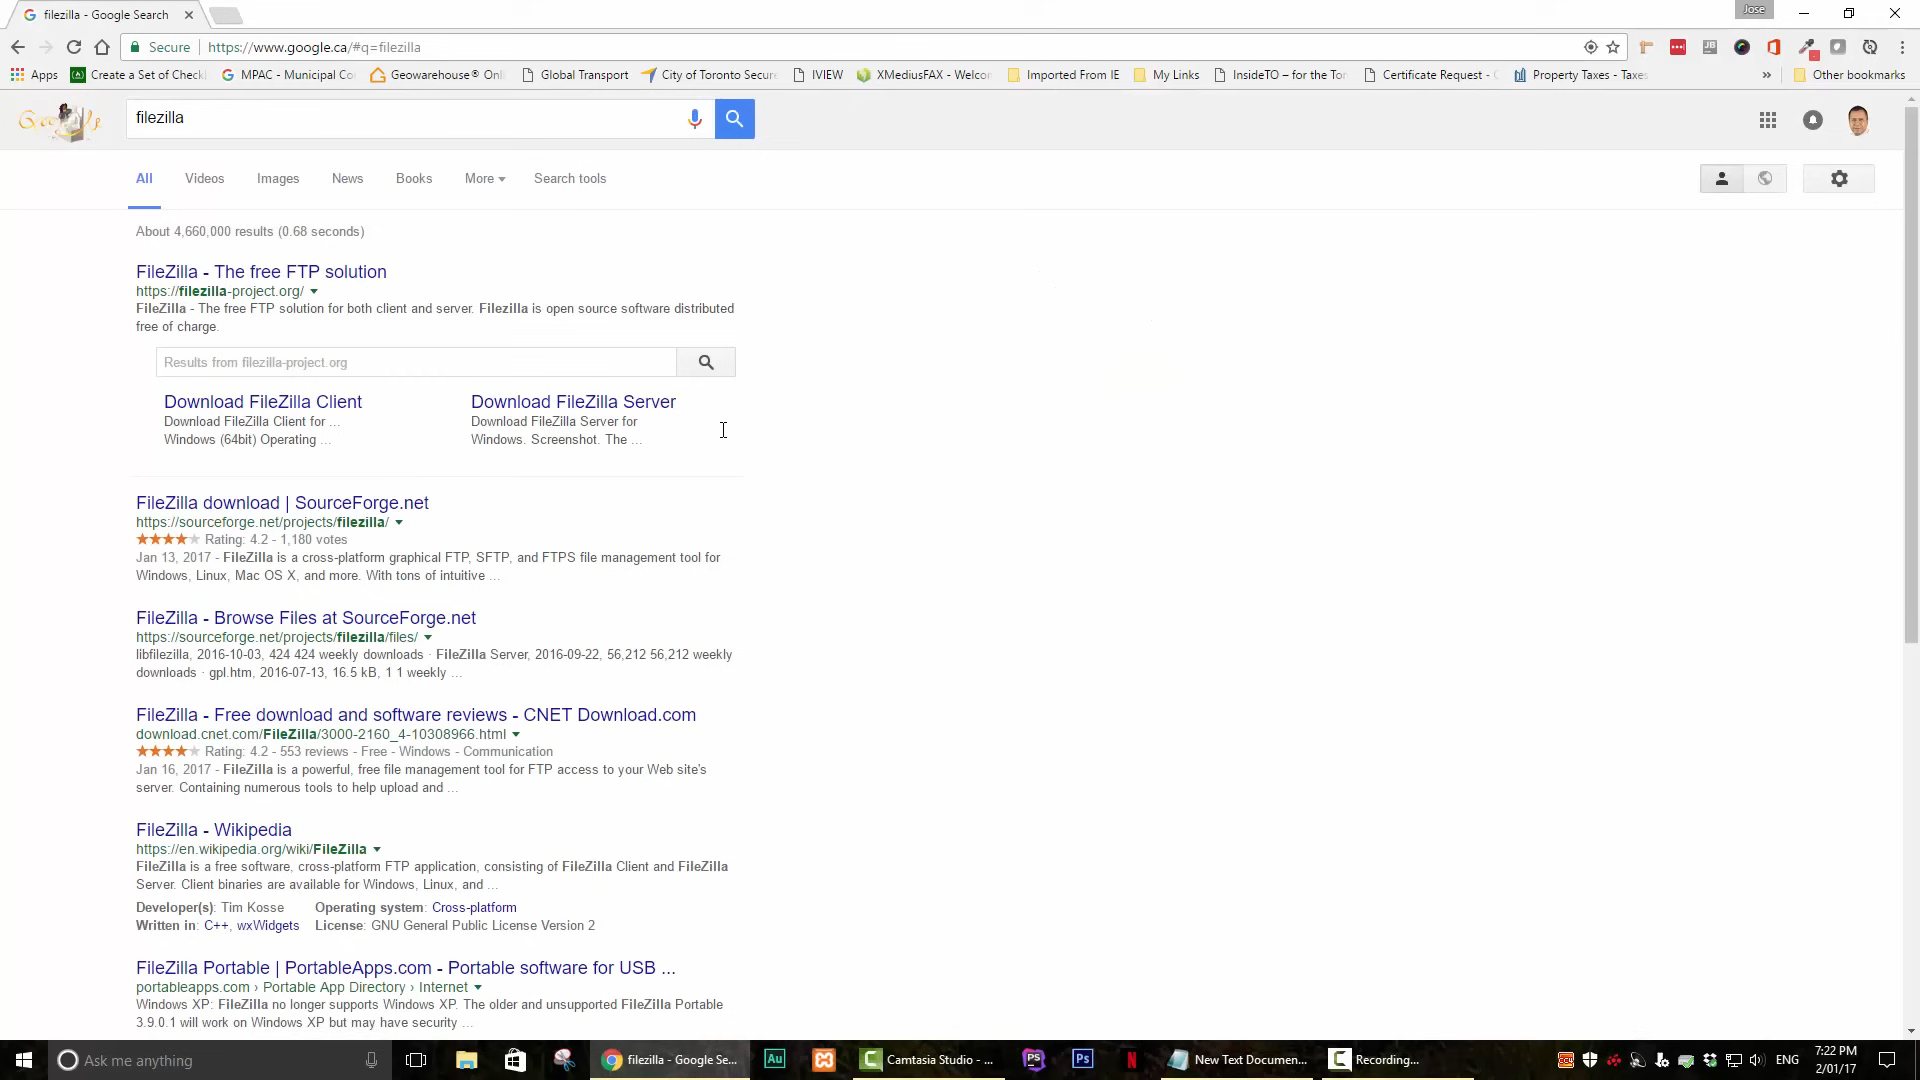 filezilla - Google Search
Jose
Secure https://www.google.ca/#q=filezilla
Apps Create a Set of Check MPAC - Municipal Co Geowarehouse® Onl Global Transport City of Toronto Secure IVIEW XMediusFAX - Welcon Imported From IE My Links InsideTO – for the Tor Certificate Request - C Property Taxes - Taxes » Other bookmarks
filezilla
All Videos Images News Books More Search tools
About 4,660,000 results (0.68 seconds)
FileZilla - The free FTP solution
https://filezilla-project.org/
FileZilla - The free FTP solution for both client and server. Filezilla is open source software distributed
free of charge.
Results from filezilla-project.org
Download FileZilla Client Download FileZilla Server
Download FileZilla Client for ... Download FileZilla Server for
Windows (64bit) Operating ... Windows. Screenshot. The ...
FileZilla download | SourceForge.net
https://sourceforge.net/projects/filezilla/
Rating: 4.2 - 1,180 votes
Jan 13, 2017 - FileZilla is a cross-platform graphical FTP, SFTP, and FTPS file management tool for
Windows, Linux, Mac OS X, and more. With tons of intuitive ...
FileZilla - Browse Files at SourceForge.net
https://sourceforge.net/projects/filezilla/files/
libfilezilla, 2016-10-03, 424 424 weekly downloads · FileZilla Server, 2016-09-22, 56,212 56,212 weekly
downloads · gpl.htm, 2016-07-13, 16.5 kB, 1 1 weekly ...
FileZilla - Free download and software reviews - CNET Download.com
download.cnet.com/FileZilla/3000-2160_4-10308966.html
Rating: 4.2 - 553 reviews - Free - Windows - Communication
Jan 16, 2017 - FileZilla is a powerful, free file management tool for FTP access to your Web site's
server. Containing numerous tools to help upload and ...
FileZilla - Wikipedia
https://en.wikipedia.org/wiki/FileZilla
FileZilla is a free software, cross-platform FTP application, consisting of FileZilla Client and FileZilla
Server. Client binaries are available for Windows, Linux, and ...
Developer(s): Tim Kosse Operating system: Cross-platform
Written in: C++, wxWidgets License: GNU General Public License Version 2
FileZilla Portable | PortableApps.com - Portable software for USB ...
portableapps.com › Portable App Directory › Internet
Windows XP: FileZilla no longer supports Windows XP. The older and unsupported FileZilla Portable
3.9.0.1 will work on Windows XP but may have security ...
Ask me anything filezilla - Google Se... Au Camtasia Studio - ... PS Ps N New Text Documen... Recording... ENG 7:22 PM
2/01/17